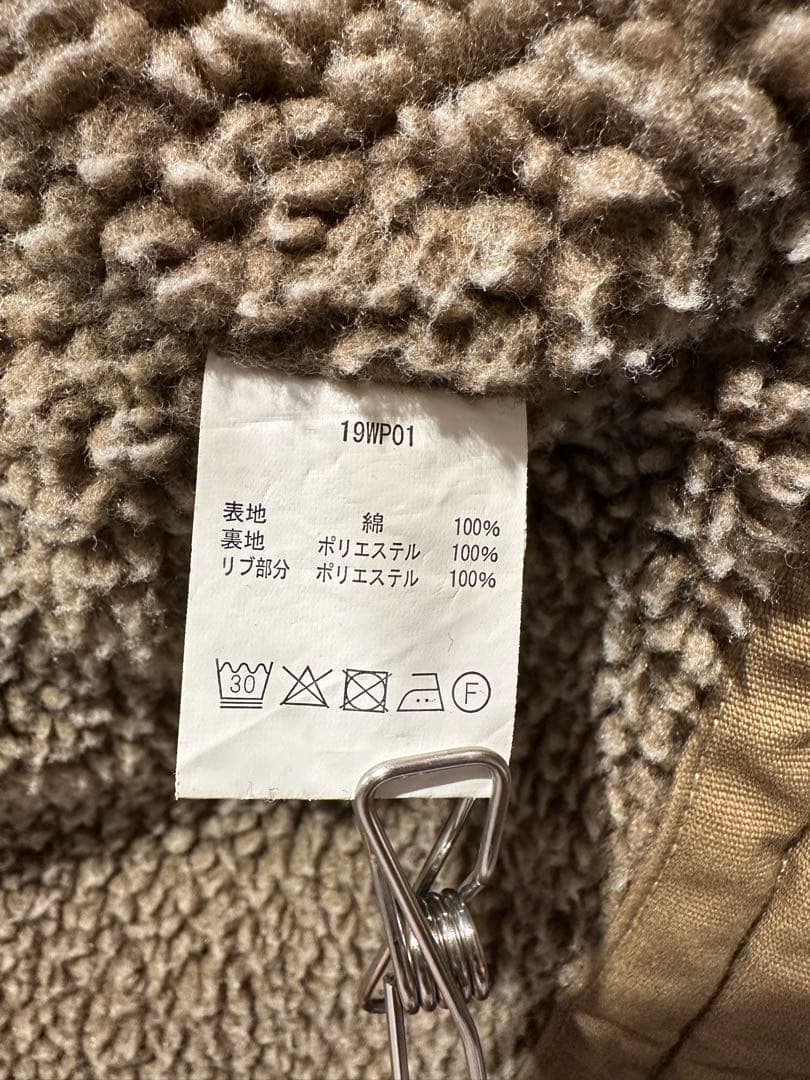 19WP01
表地 綿 100%
裏地 ポリエステル 100%
リブ部分 ポリエステル 100%
30 F